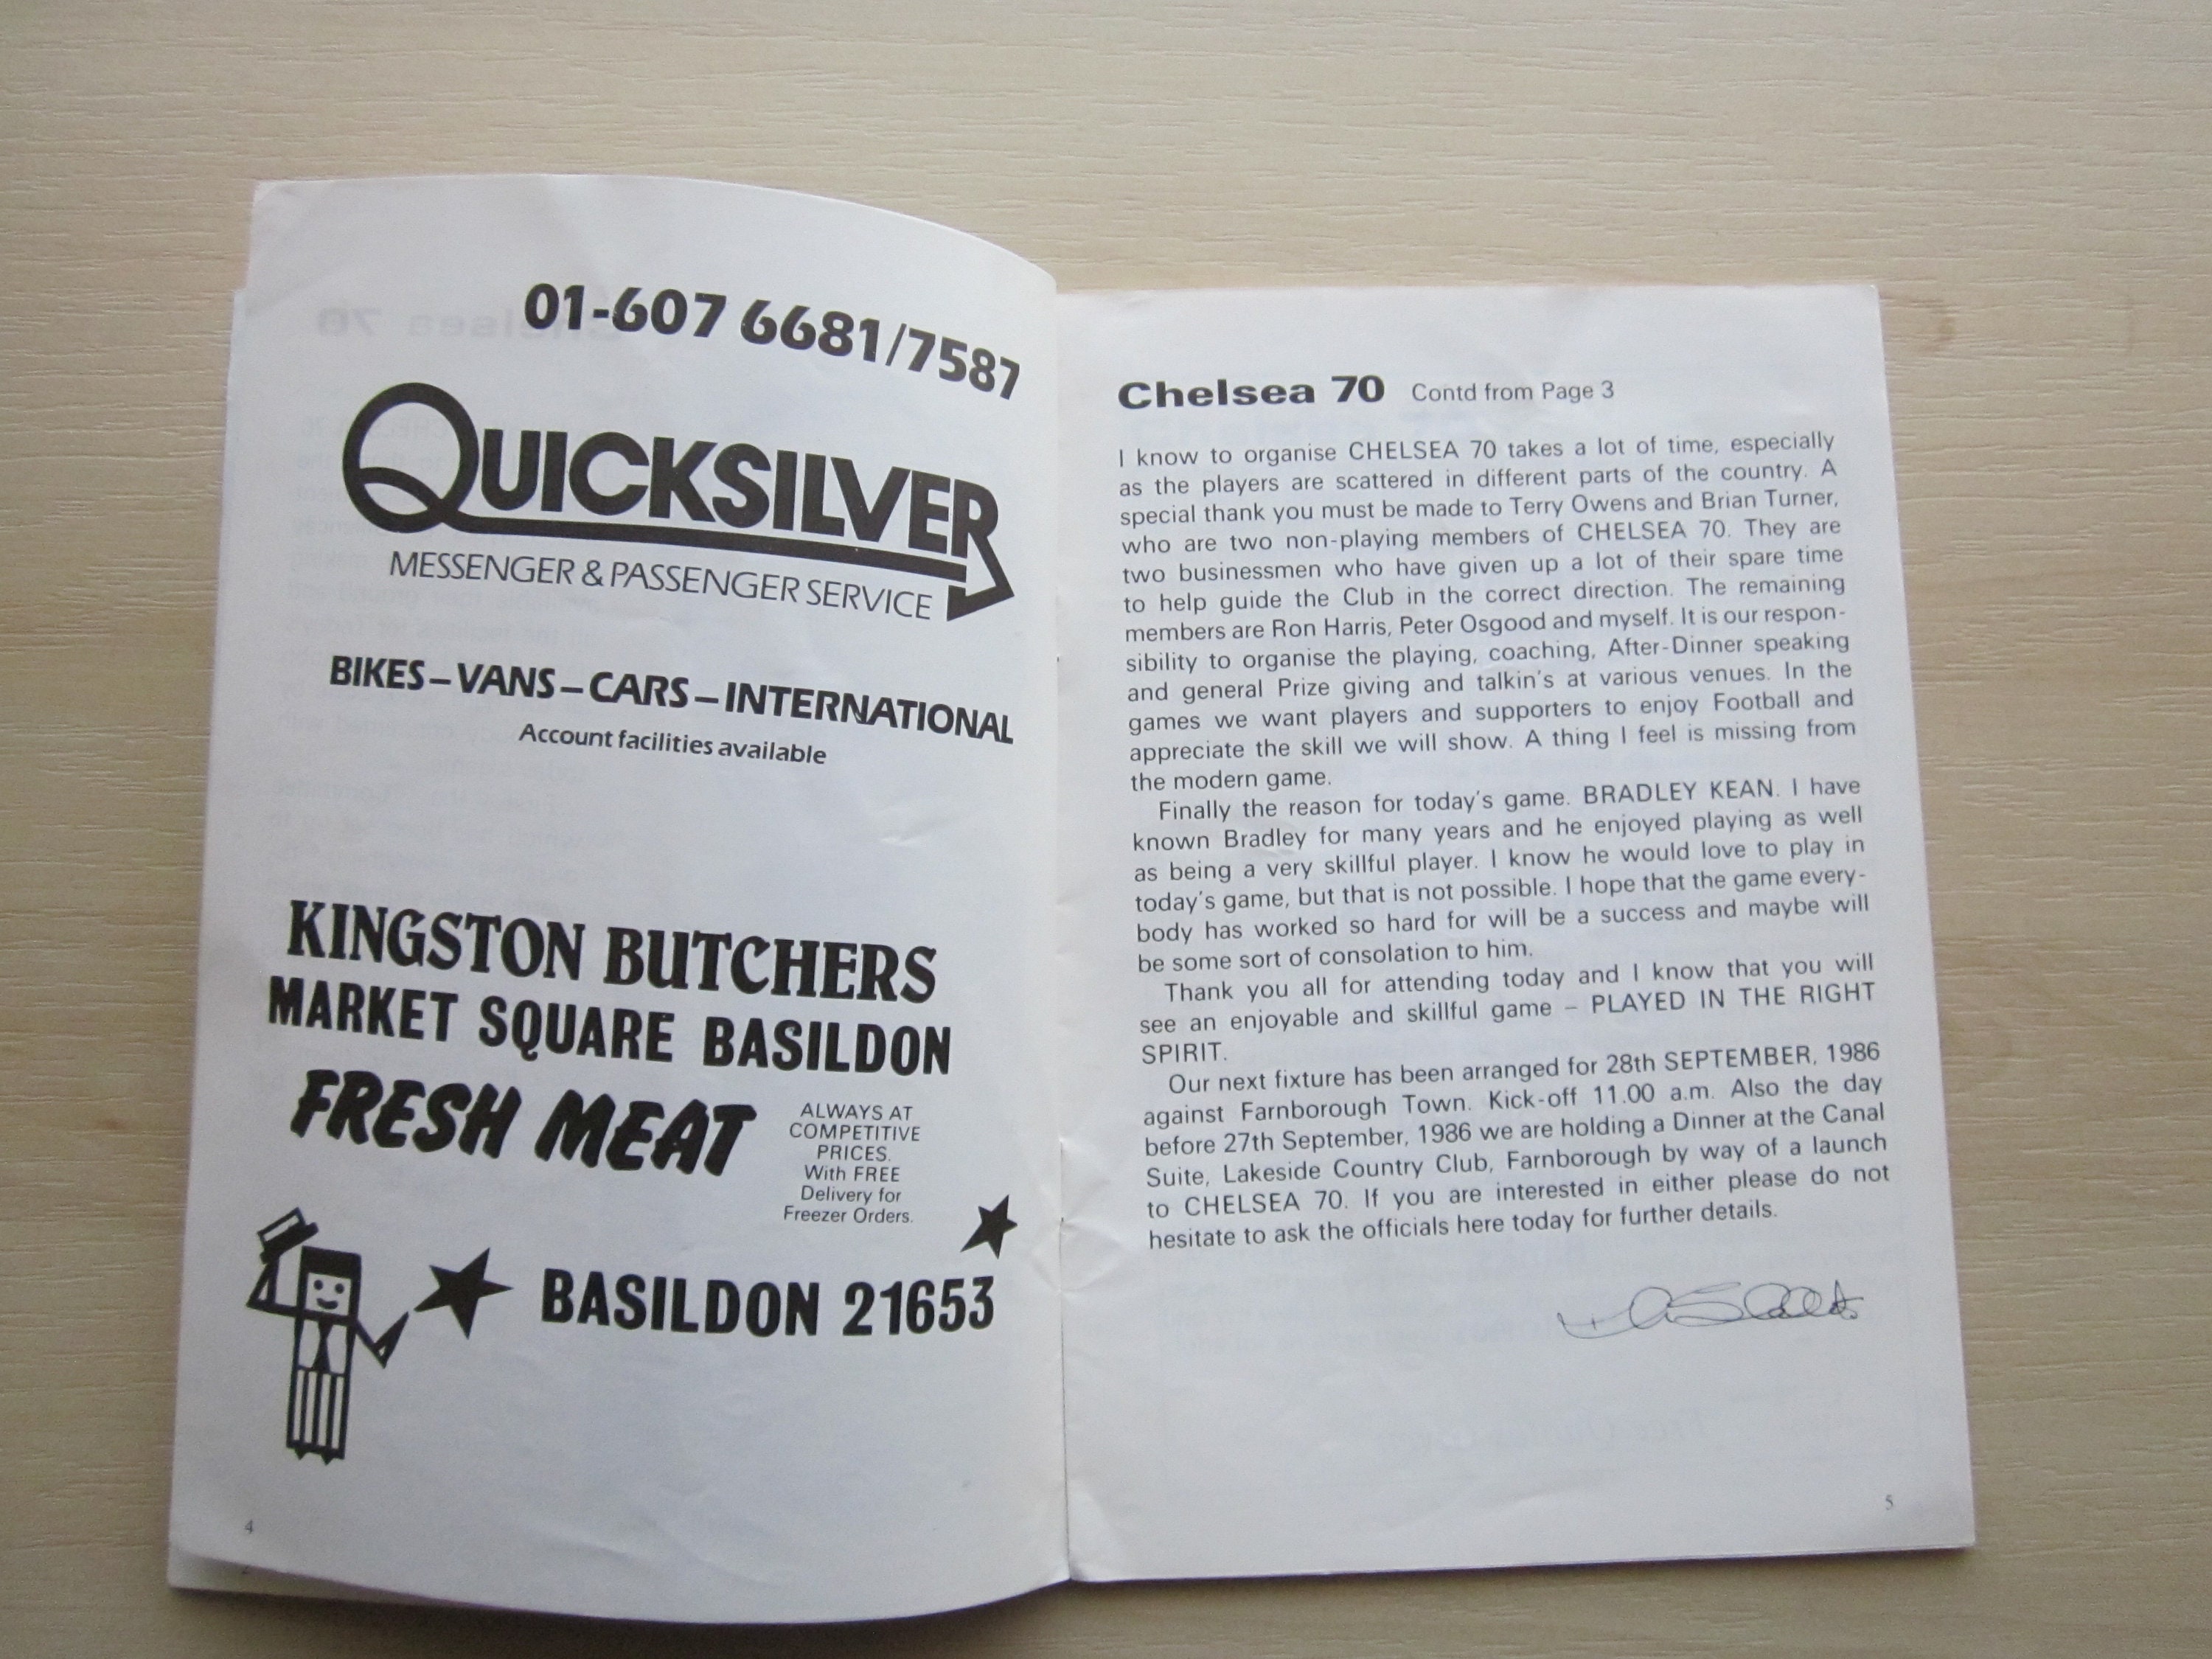 01-607 6681/7587
QUICKSILVER
MESSENGER & PASSENGER SERVICE
BIKES – VANS – CARS – INTERNATIONAL
Account facilities available
KINGSTON BUTCHERS
MARKET SQUARE BASILDON
FRESH MEAT
ALWAYS AT
COMPETITIVE
PRICES.
With FREE
Delivery for
Freezer Orders.
BASILDON 21653
4
Chelsea 70 Contd from Page 3
I know to organise CHELSEA 70 takes a lot of time, especially
as the players are scattered in different parts of the country. A
special thank you must be made to Terry Owens and Brian Turner,
who are two non-playing members of CHELSEA 70. They are
two businessmen who have given up a lot of their spare time
to help guide the Club in the correct direction. The remaining
members are Ron Harris, Peter Osgood and myself. It is our respon-
sibility to organise the playing, coaching, After-Dinner speaking
and general Prize giving and talkin's at various venues. In the
games we want players and supporters to enjoy Football and
appreciate the skill we will show. A thing I feel is missing from
the modern game.
Finally the reason for today's game. BRADLEY KEAN. I have
known Bradley for many years and he enjoyed playing as well
as being a very skillful player. I know he would love to play in
today's game, but that is not possible. I hope that the game every-
body has worked so hard for will be a success and maybe will
be some sort of consolation to him.
Thank you all for attending today and I know that you will
see an enjoyable and skillful game – PLAYED IN THE RIGHT
SPIRIT.
Our next fixture has been arranged for 28th SEPTEMBER, 1986
against Farnborough Town. Kick-off 11.00 a.m. Also the day
before 27th September, 1986 we are holding a Dinner at the Canal
Suite, Lakeside Country Club, Farnborough by way of a launch
to CHELSEA 70. If you are interested in either please do not
hesitate to ask the officials here today for further details.
5